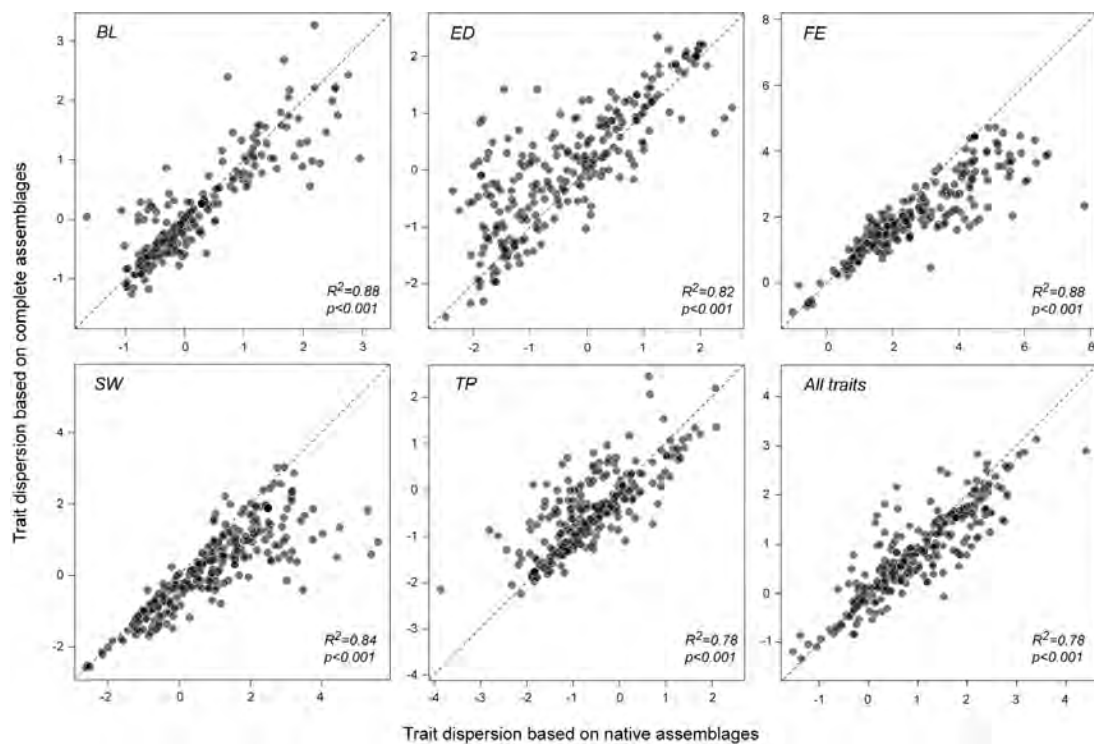 BL
ED
FE
3
2
1
0
-1
2
1
0
-1
-2
8
6
4
2
0
R²=0.88
p<0.001
R²=0.82
p<0.001
R²=0.88
p<0.001
-1 0 1 2 3
-2 -1 0 1 2
0 2 4 6 8
Trait dispersion based on complete assemblages
SW
TP
All traits
4
2
0
-2
2
1
0
-1
-2
-3
-4
4
3
2
1
0
-1
R²=0.84
p<0.001
R²=0.78
p<0.001
R²=0.78
p<0.001
-2 0 2 4
-4 -3 -2 -1 0 1 2
-1 0 1 2 3 4
Trait dispersion based on native assemblages